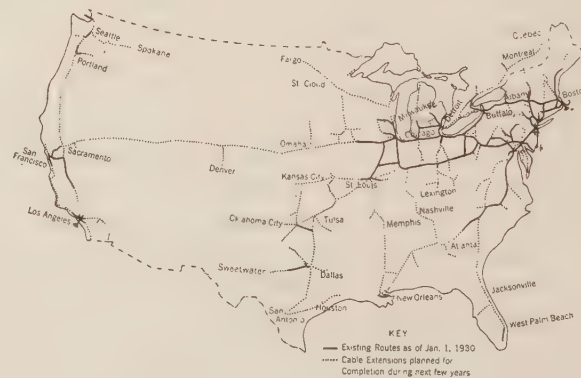 Quebec
Montreal
Seattle
Spokane
Portland
Fargo
St Cloud
Milwaukee
Detroit
Albany
Boston
Buffalo
Chicago
Omaha
Sacramento
San
Francisco
Denver
Kansas City
St Louis
Lexington
Nashville
Los Angeles
Oklahoma City
Tulsa
Memphis
Atlanta
Sweetwater
Dallas
Jacksonville
San
Antonio
Houston
New Orleans
West Palm Beach
KEY
Existing Routes as of Jan. 1, 1930
Cable Extensions planned for
Completion during next few years